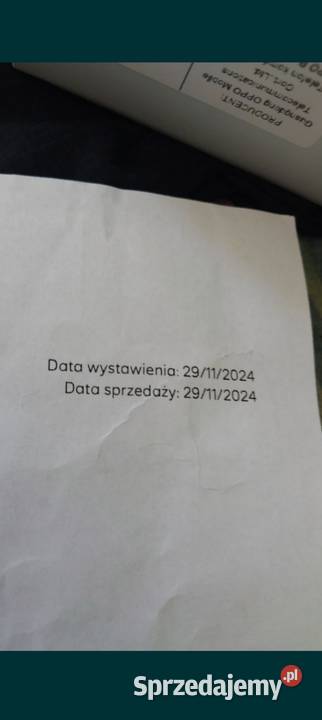 PRODUCENT:
Guangdong OPPO Mobile
Telecommunications
Corp., Ltd.
Data wystawienia: 29/11/2024
Data sprzedaży: 29/11/2024
Sprzedajemy.pl